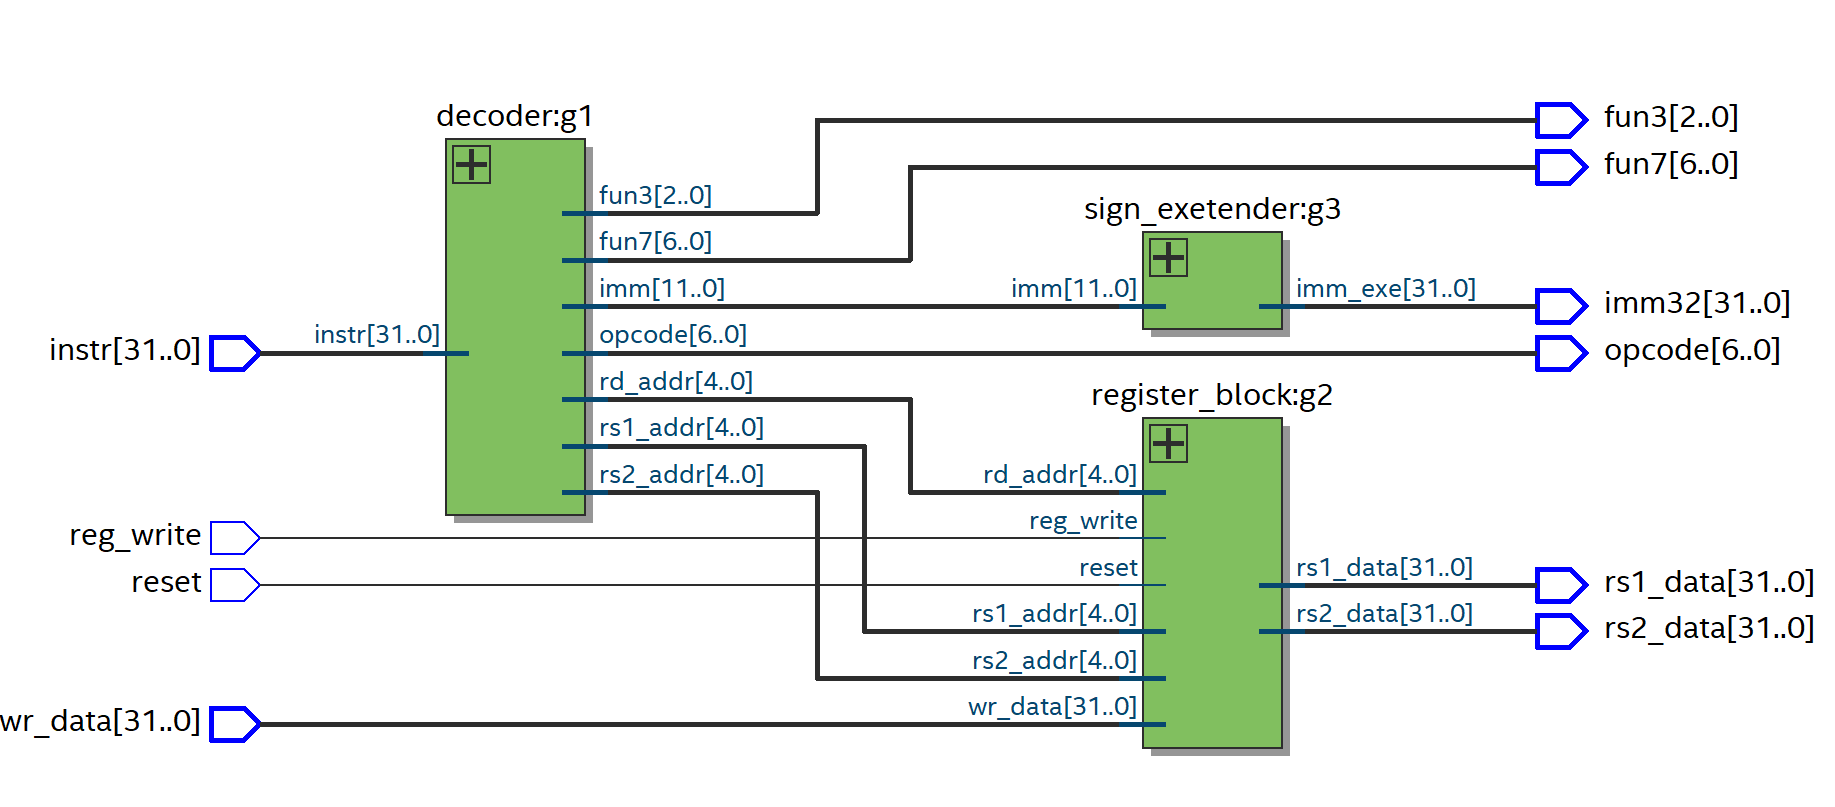 decoder:g1
fun3[2..0]
fun7[6..0]
imm[11..0]
opcode[6..0]
rd_addr[4..0]
rs1_addr[4..0]
rs2_addr[4..0]
instr[31..0]
instr[31..0]
reg_write
reset
wr_data[31..0]
sign_exetender:g3
imm[11..0]
imm_exe[31..0]
register_block:g2
rd_addr[4..0]
reg_write
reset
rs1_addr[4..0]
rs2_addr[4..0]
wr_data[31..0]
rs1_data[31..0]
rs2_data[31..0]
fun3[2..0]
fun7[6..0]
imm32[31..0]
opcode[6..0]
rs1_data[31..0]
rs2_data[31..0]